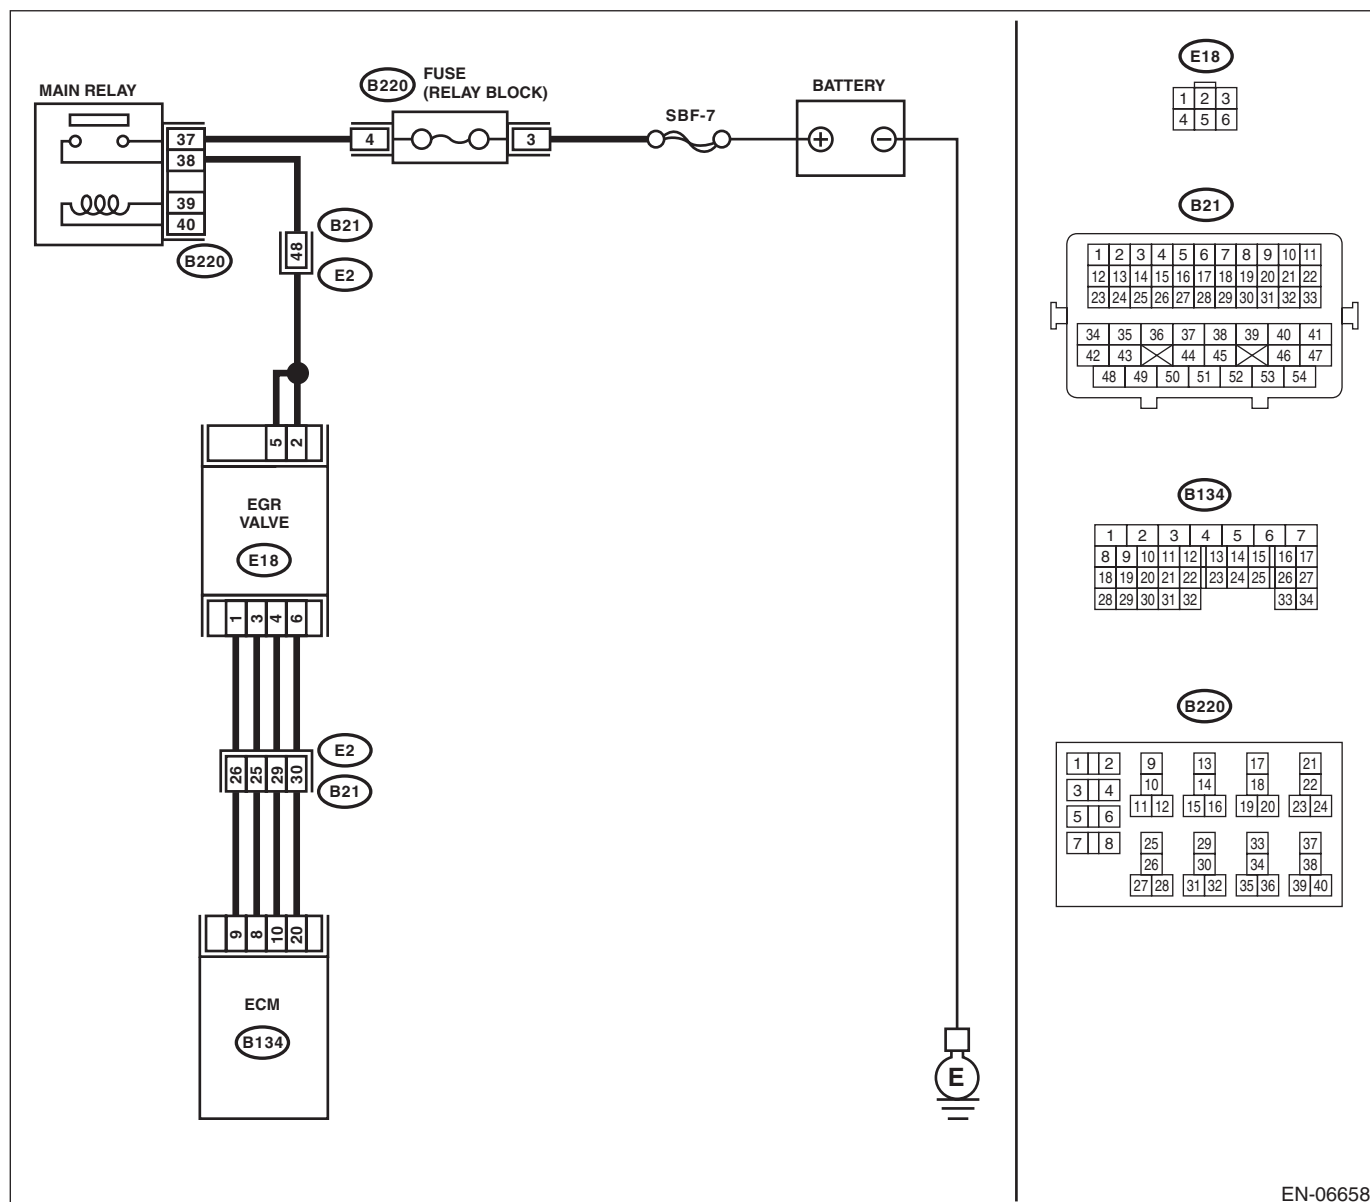 MAIN RELAY
B220
FUSE
(RELAY BLOCK)
SBF-7
BATTERY
37
38
39
40
4
3
+
−
B220
B21
48
E2
5 2
EGR
VALVE
E18
1 3 4 6
E2
26 25 29 30
B21
9 8 10 20
ECM
B134
E
E18
1 2 3
4 5 6
B21
1 2 3 4 5 6 7 8 9 10 11
12 13 14 15 16 17 18 19 20 21 22
23 24 25 26 27 28 29 30 31 32 33
34 35 36 37 38 39 40 41
42 43 44 45 46 47
48 49 50 51 52 53 54
B134
1 2 3 4 5 6 7
8 9 10 11 12 13 14 15 16 17
18 19 20 21 22 23 24 25 26 27
28 29 30 31 32 33 34
B220
1 2 9 13 17 21
3 4 10 14 18 22
11 12 15 16 19 20 23 24
5 6
7 8 25 29 33 37
26 30 34 38
27 28 31 32 35 36 39 40
EN-06658